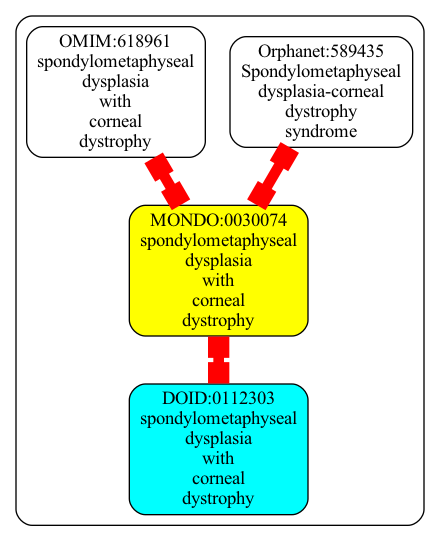 OMIM:618961
spondylometaphyseal
dysplasia
with
corneal
dystrophy
Orphanet:589435
Spondylometaphyseal
dysplasia-corneal
dystrophy
syndrome
MONDO:0030074
spondylometaphyseal
dysplasia
with
corneal
dystrophy
DOID:0112303
spondylometaphyseal
dysplasia
with
corneal
dystrophy